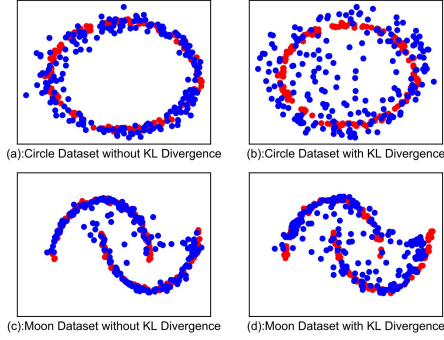 (a):Circle Dataset without KL Divergence
(b):Circle Dataset with KL Divergence
(c):Moon Dataset without KL Divergence
(d):Moon Dataset with KL Divergence